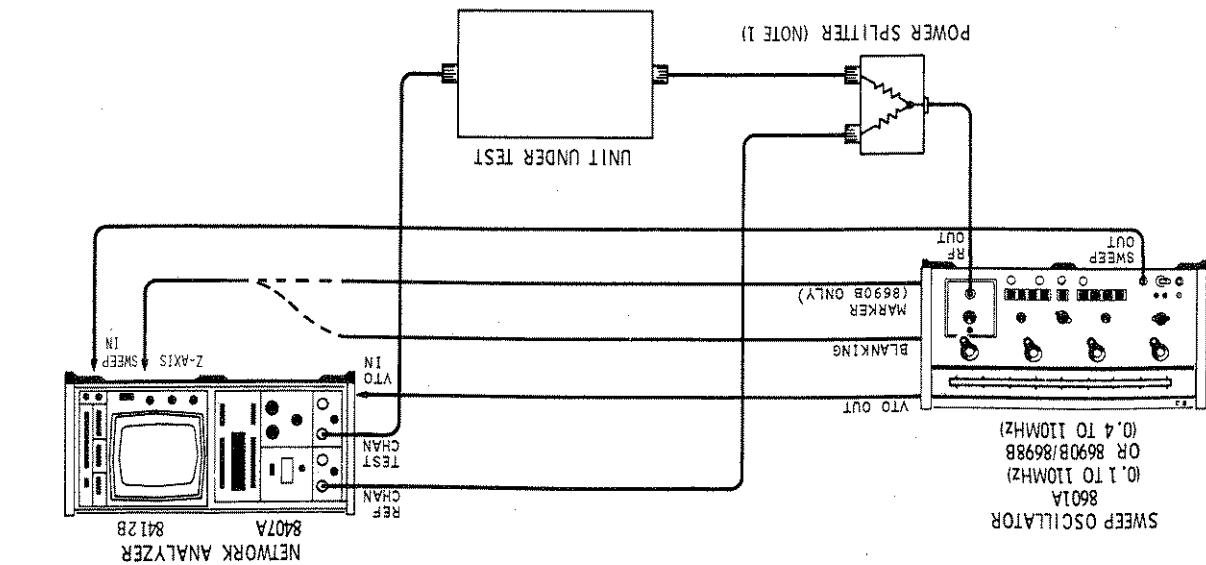 SWEEP OSCILLATOR
8601A
(0.1 TO 110MHz)
OR 8690B/8698B
(0.4 TO 110MHz)
NETWORK ANALYZER
8407A
8412B
REF
CHAN
TEST
CHAN
VTO OUT
VTO
IN
BLANKING
MARKER
(8690B ONLY)
Z-AXIS
SWEEP
IN
SWEEP
OUT
RF
OUT
UNIT UNDER TEST
POWER SPLITTER (NOTE 1)